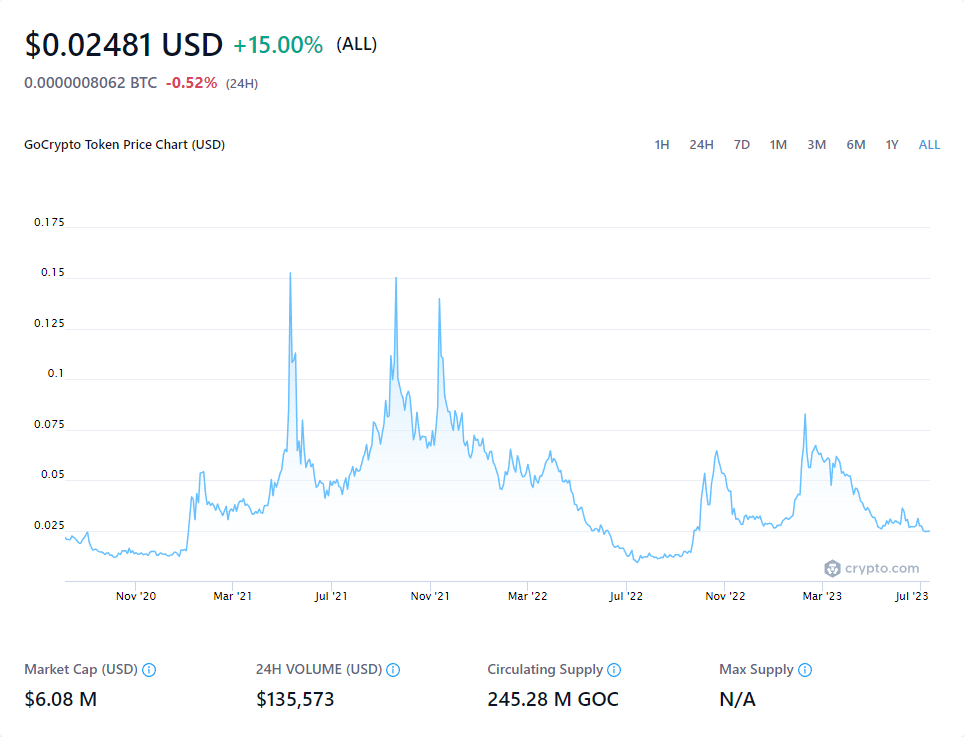 $0.02481 USD +15.00% (ALL)
0.0000008062 BTC -0.52% (24H)
GoCrypto Token Price Chart (USD) 1H 24H 7D 1M 3M 6M 1Y ALL
0.175
0.15
0.125
0.1
0.075
0.05
0.025
crypto.com
Nov '20 Mar '21 Jul '21 Nov '21 Mar '22 Jul '22 Nov '22 Mar '23 Jul '23
Market Cap (USD) 24H VOLUME (USD) Circulating Supply Max Supply
$6.08 M $135,573 245.28 M GOC N/A